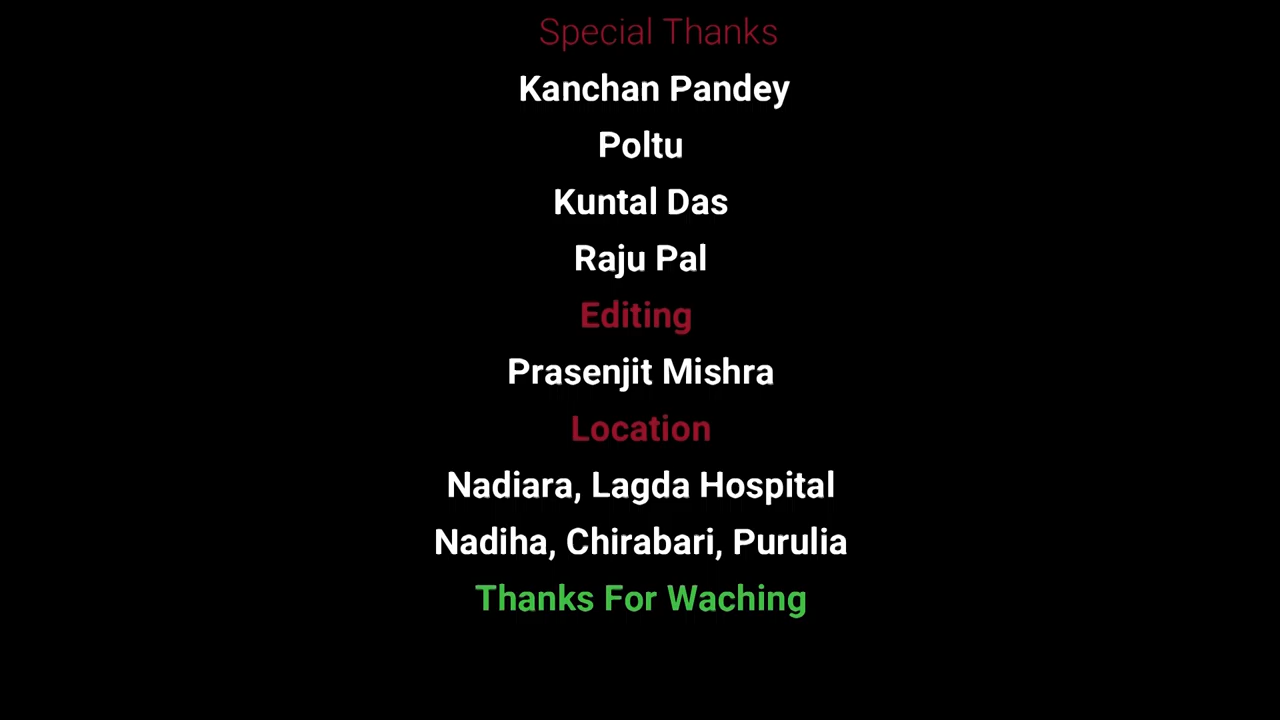 Special Thanks
Kanchan Pandey
Poltu
Kuntal Das
Raju Pal
Editing
Prasenjit Mishra
Location
Nadiara, Lagda Hospital
Nadiha, Chirabari, Purulia
Thanks For Waching